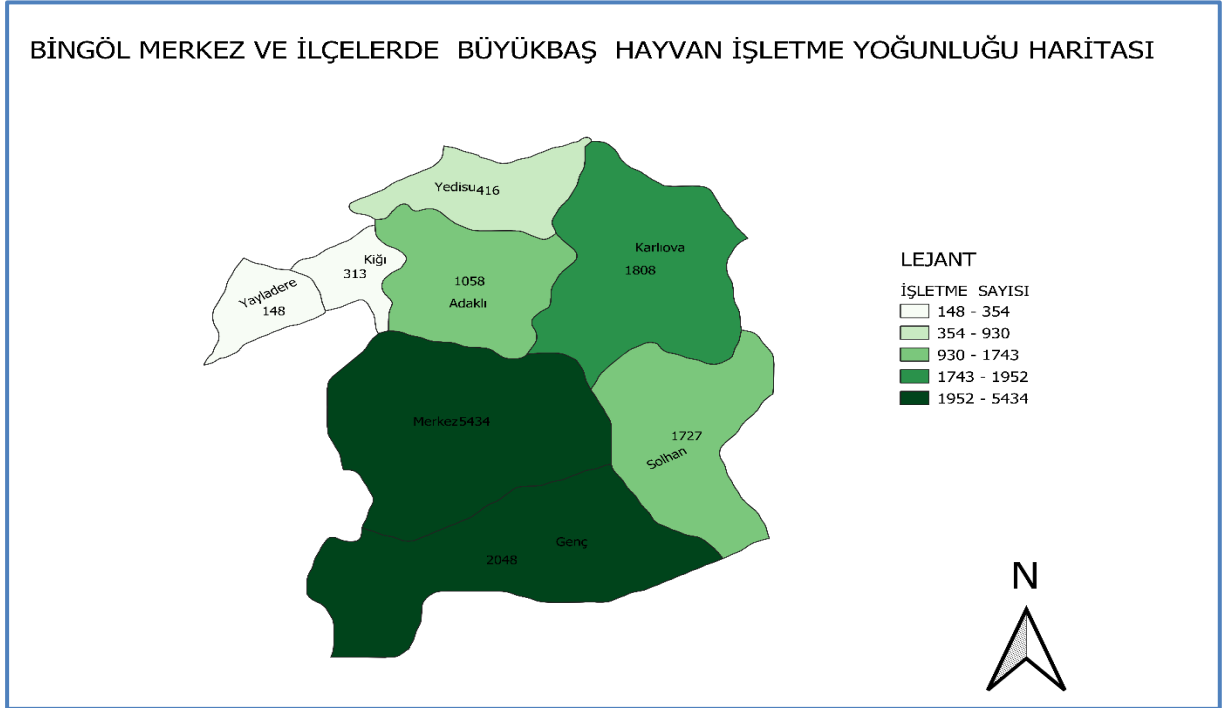 BİNGÖL MERKEZ VE İLÇELERDE BÜYÜKBAŞ HAYVAN İŞLETME YOĞUNLUĞU HARİTASI
Yedisu416
Karlıova
1808
Kiğı
313
1058
Adaklı
Yayladere
148
Merkez5434
1727
Solhan
Genç
2048
LEJANT
İŞLETME SAYISI
148 - 354
354 - 930
930 - 1743
1743 - 1952
1952 - 5434
N